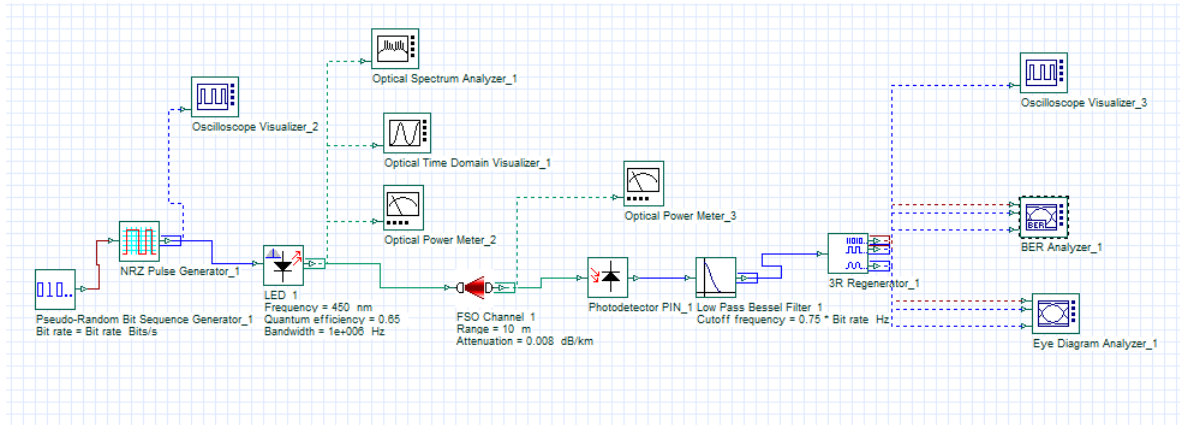 Optical Spectrum Analyzer_1
Oscilloscope Visualizer_3
Oscilloscope Visualizer_2
Optical Time Domain Visualizer_1
Optical Power Meter_3
Optical Power Meter_2
BER
BER Analyzer_1
NRZ Pulse Generator_1
010..
Pseudo-Random Bit Sequence Generator_1
Bit rate = Bit rate Bits/s
LED_1
Frequency = 450 nm
Quantum efficiency = 0.65
Bandwidth = 1e+006 Hz
FSO Channel_1
Range = 10 m
Attenuation = 0.008 dB/km
Photodetector PIN_1
Low Pass Bessel Filter_1
Cutoff frequency = 0.75 * Bit rate Hz
3R Regenerator_1
Eye Diagram Analyzer_1